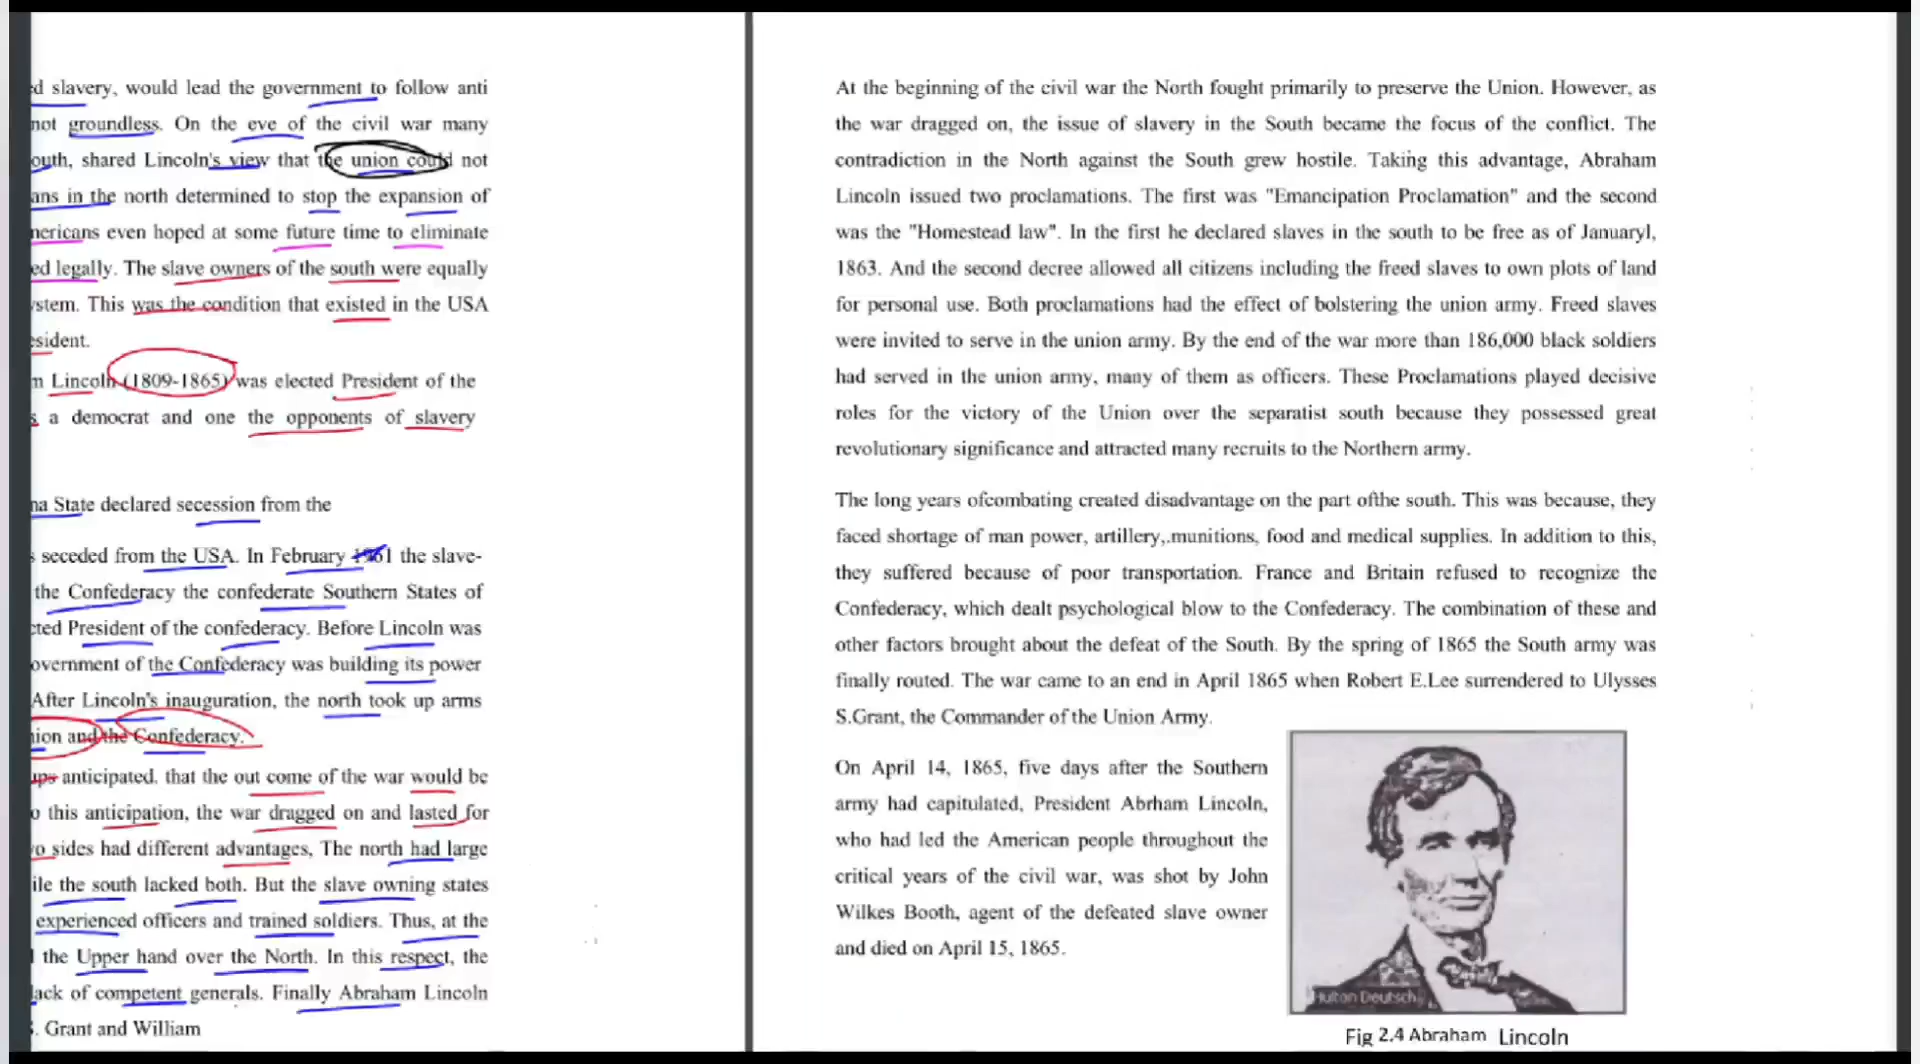 d slavery, would lead the government to follow anti
not groundless. On the eve of the civil war many
outh, shared Lincoln's view that the union could not
ans in the north determined to stop the expansion of
mericans even hoped at some future time to eliminate
ed legally. The slave owners of the south were equally
ystem. This was the condition that existed in the USA
esident.
m Lincoln (1809-1865) was elected President of the
s a democrat and one the opponents of slavery
na State declared secession from the
s seceded from the USA. In February the slave-
the Confederacy the confederate Southern States of
cted President of the confederacy. Before Lincoln was
overnment of the Confederacy was building its power
After Lincoln's inauguration, the north took up arms
nion and the Confederacy.
ups anticipated, that the out come of the war would be
o this anticipation, the war dragged on and lasted for
wo sides had different advantages, The north had large
ile the south lacked both. But the slave owning states
experienced officers and trained soldiers. Thus, at the
the Upper hand over the North. In this respect, the
lack of competent generals. Finally Abraham Lincoln
S. Grant and William
At the beginning of the civil war the North fought primarily to preserve the Union. However, as
the war dragged on, the issue of slavery in the South became the focus of the conflict. The
contradiction in the North against the South grew hostile. Taking this advantage, Abraham
Lincoln issued two proclamations. The first was "Emancipation Proclamation" and the second
was the "Homestead law". In the first he declared slaves in the south to be free as of January1,
1863. And the second decree allowed all citizens including the freed slaves to own plots of land
for personal use. Both proclamations had the effect of bolstering the union army. Freed slaves
were invited to serve in the union army. By the end of the war more than 186,000 black soldiers
had served in the union army, many of them as officers. These Proclamations played decisive
roles for the victory of the Union over the separatist south because they possessed great
revolutionary significance and attracted many recruits to the Northern army.
The long years ofcombating created disadvantage on the part ofthe south. This was because, they
faced shortage of man power, artillery,.munitions, food and medical supplies. In addition to this,
they suffered because of poor transportation. France and Britain refused to recognize the
Confederacy, which dealt psychological blow to the Confederacy. The combination of these and
other factors brought about the defeat of the South. By the spring of 1865 the South army was
finally routed. The war came to an end in April 1865 when Robert E.Lee surrendered to Ulysses
S.Grant, the Commander of the Union Army.
On April 14, 1865, five days after the Southern
army had capitulated, President Abrham Lincoln,
who had led the American people throughout the
critical years of the civil war, was shot by John
Wilkes Booth, agent of the defeated slave owner
and died on April 15, 1865.
Hulton Deutsch
Fig 2.4 Abraham Lincoln